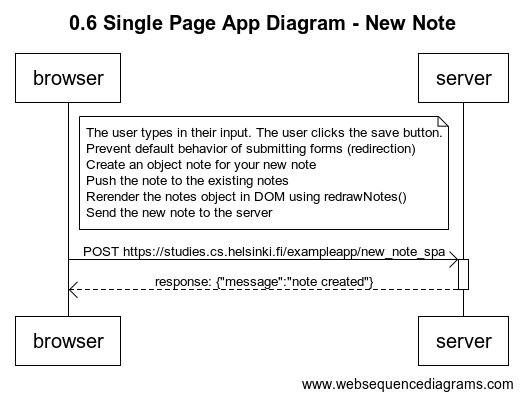 0.6 Single Page App Diagram - New Note
browser
server
The user types in their input. The user clicks the save button.
Prevent default behavior of submitting forms (redirection)
Create an object note for your new note
Push the note to the existing notes
Rerender the notes object in DOM using redrawNotes()
Send the new note to the server
POST https://studies.cs.helsinki.fi/exampleapp/new_note_spa
response: {"message":"note created"}
browser
server
www.websequencediagrams.com